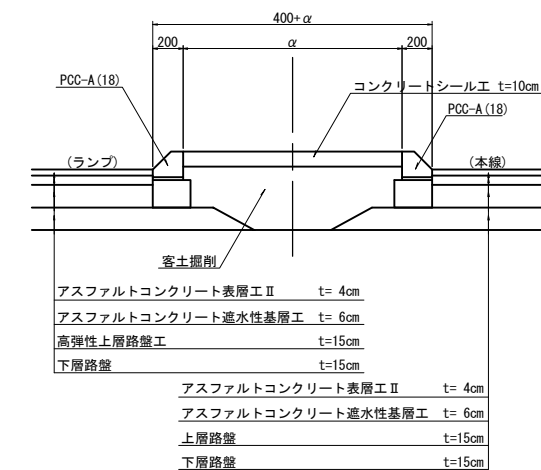 400+α
200 α 200
PCC-A(18)
コンクリートシール工 t=10cm
PCC-A(18)
(ランプ)
(本線)
客土掘削
アスファルトコンクリート表層工Ⅱ t= 4cm
アスファルトコンクリート遮水性基層工 t= 6cm
高弾性上層路盤工 t=15cm
下層路盤 t=15cm
アスファルトコンクリート表層工Ⅱ t= 4cm
アスファルトコンクリート遮水性基層工 t= 6cm
上層路盤 t=15cm
下層路盤 t=15cm